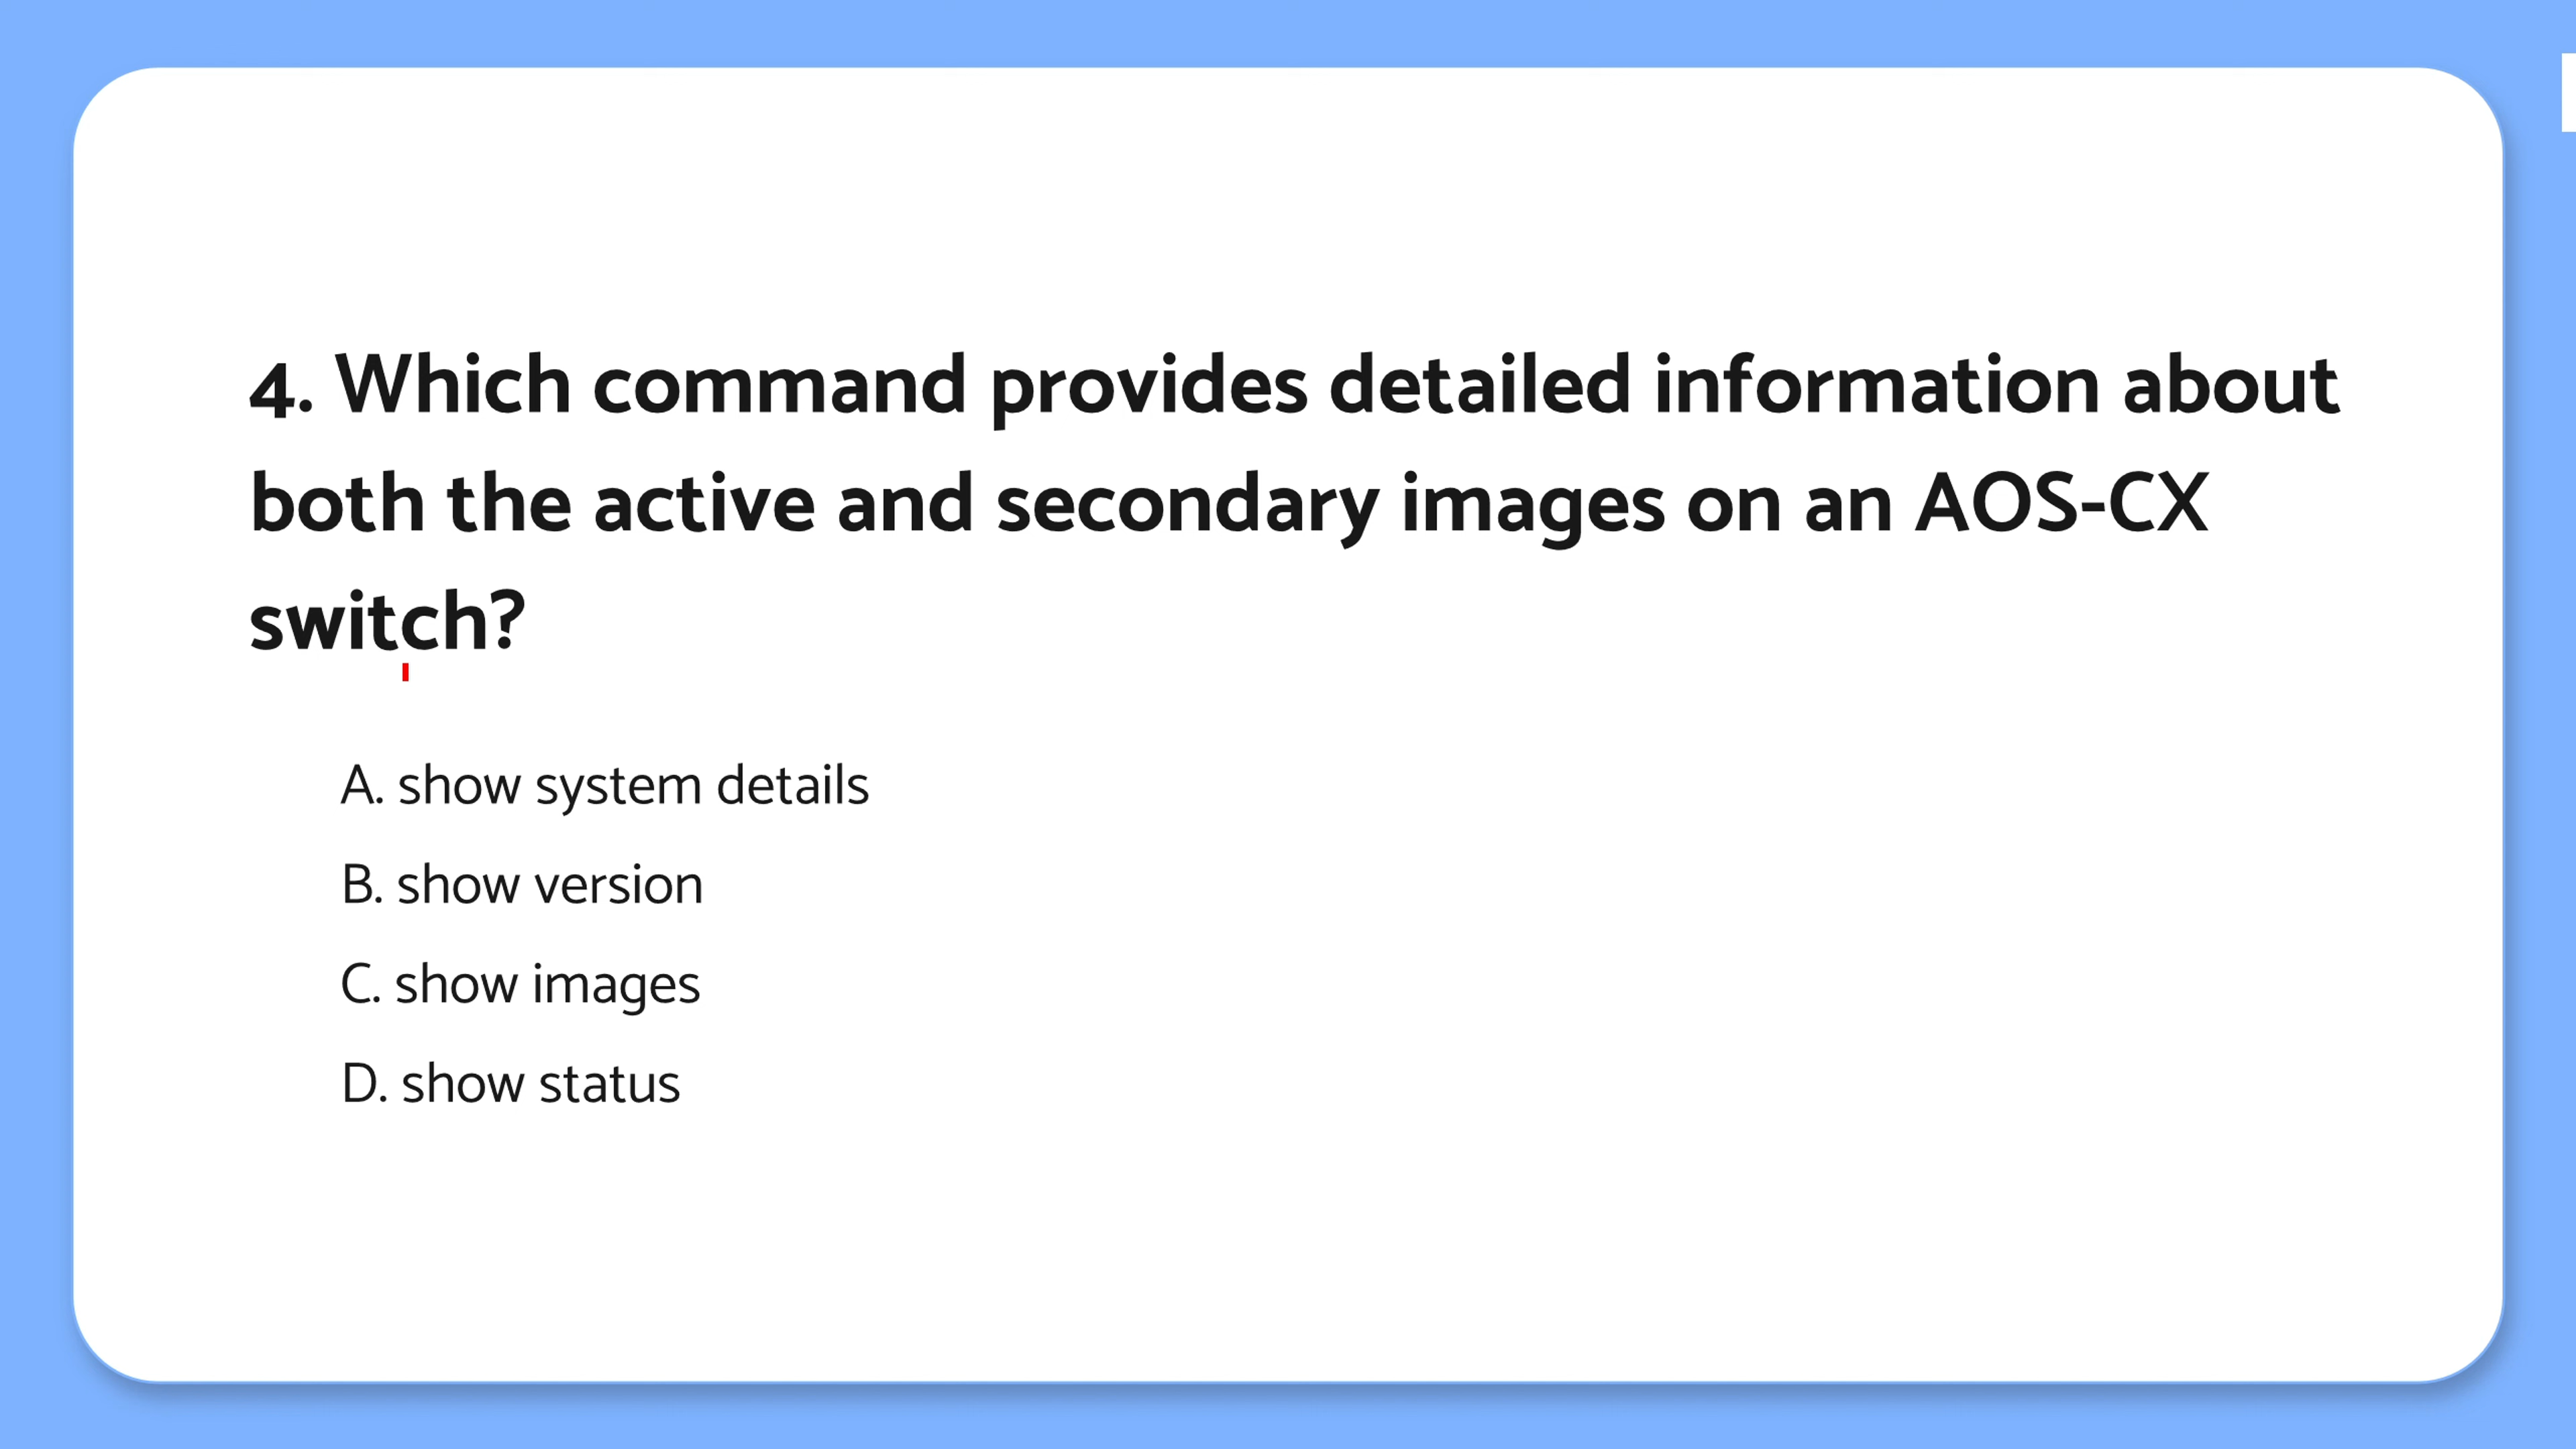 4. Which command provides detailed information about
both the active and secondary images on an AOS-CX
switch?
A. show system details
B. show version
C. show images
D. show status